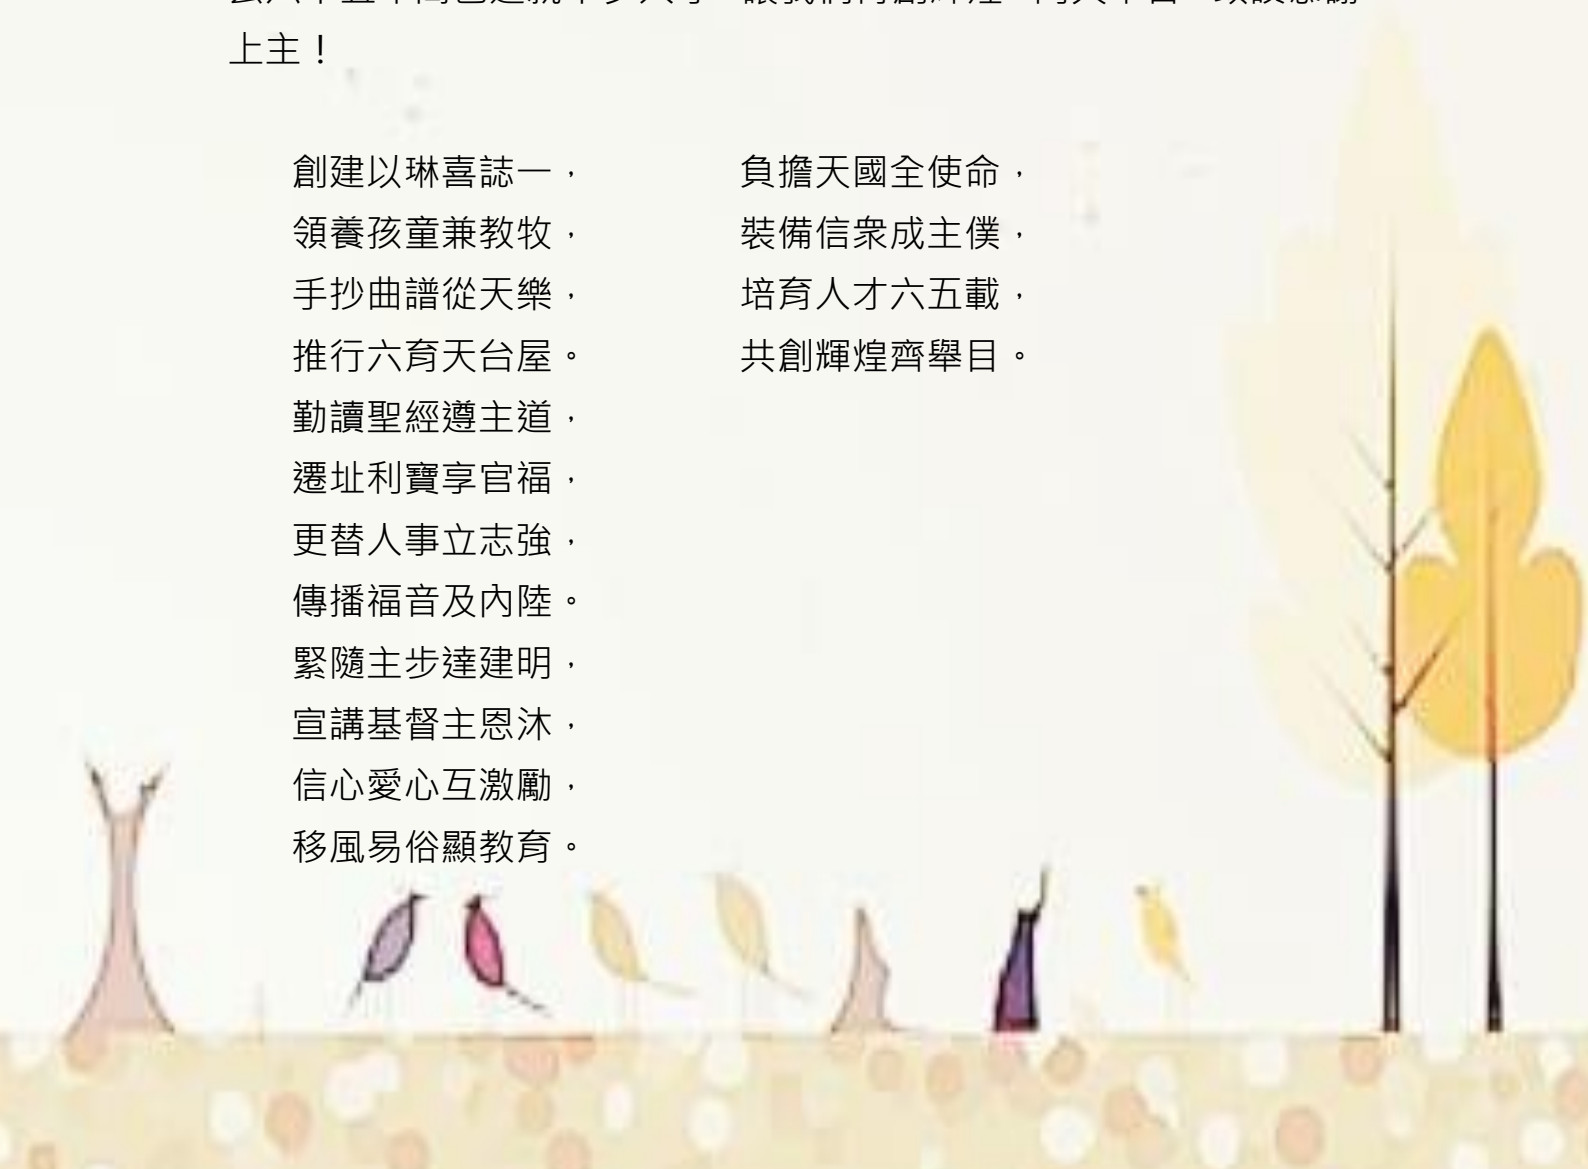 上主！
創建以琳喜誌一，
領養孩童兼教牧，
手抄曲譜從天樂，
推行六育天台屋。
勤讀聖經遵主道，
遷址利寶享官福，
更替人事立志強，
傳播福音及內陸。
緊隨主步達建明，
宣講基督主恩沐，
信心愛心互激勵，
移風易俗顯教育。
負擔天國全使命，
裝備信衆成主僕，
培育人才六五載，
共創輝煌齊舉目。